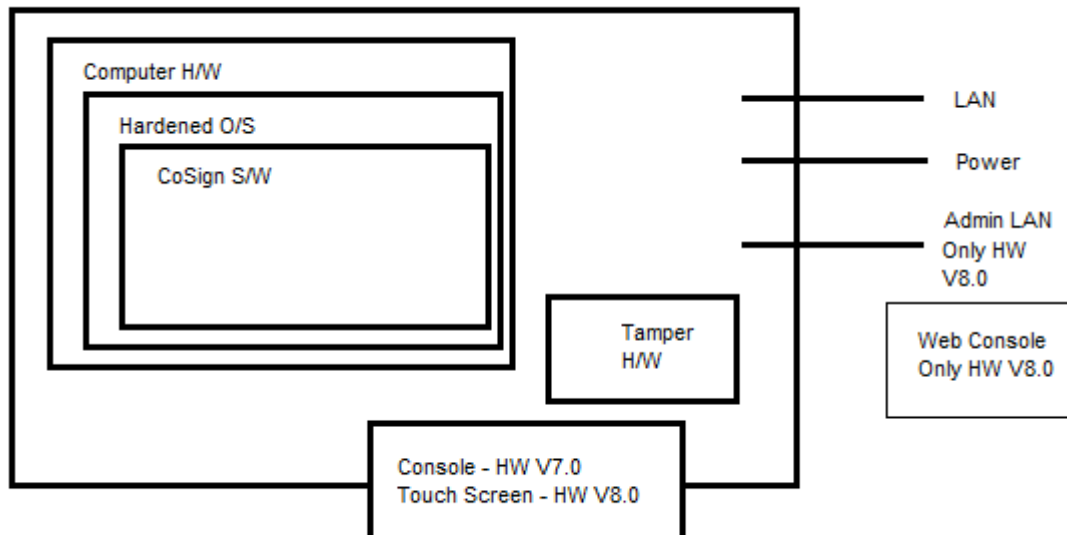 Computer H/W
Hardened O/S
CoSign S/W
LAN
Power
Admin LAN
Only HW
V8.0
Tamper
H/W
Web Console
Only HW V8.0
Console - HW V7.0
Touch Screen - HW V8.0